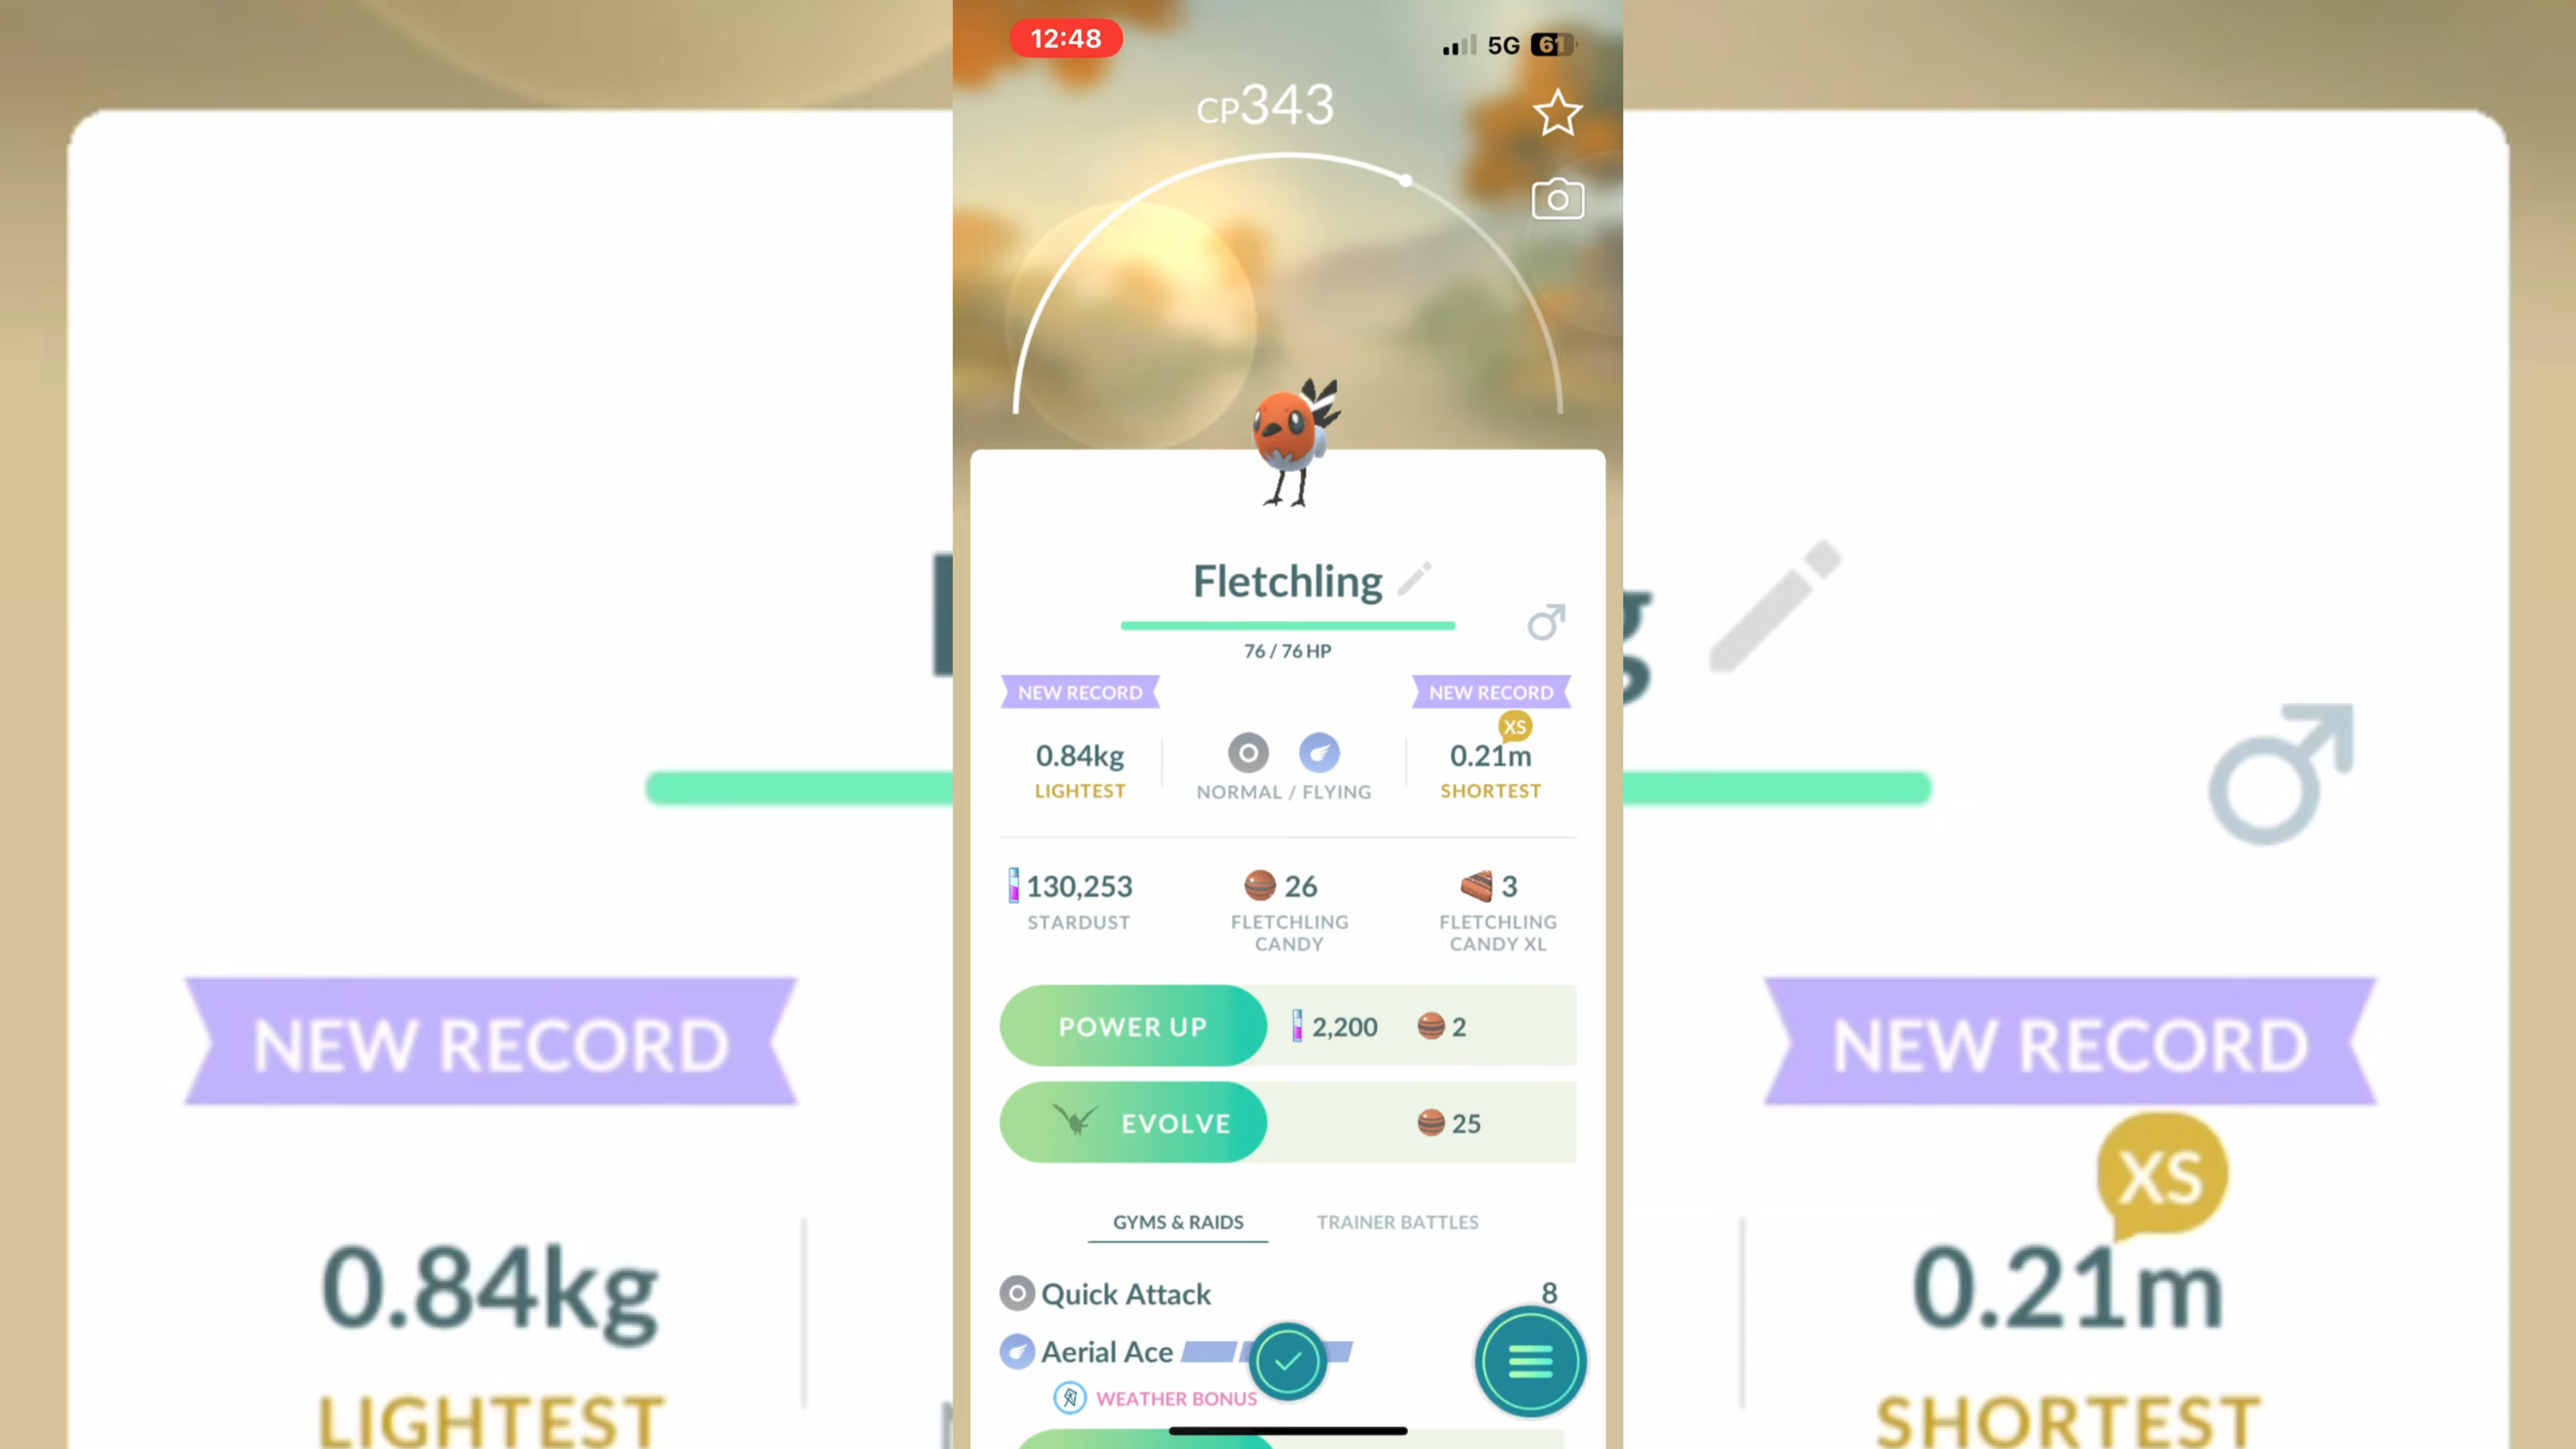 12:48
5G 61
CP343
Fletchling
76 / 76 HP
NEW RECORD
NEW RECORD
XS
0.84kg
0.21m
LIGHTEST
NORMAL / FLYING
SHORTEST
130,253
26
3
STARDUST
FLETCHLING
CANDY
FLETCHLING
CANDY XL
POWER UP 2,200 2
EVOLVE 25
GYMS & RAIDS
TRAINER BATTLES
Quick Attack 8
Aerial Ace
WEATHER BONUS
g
NEW RECORD
NEW RECORD
XS
0.84kg
0.21m
LIGHTEST
SHORTEST